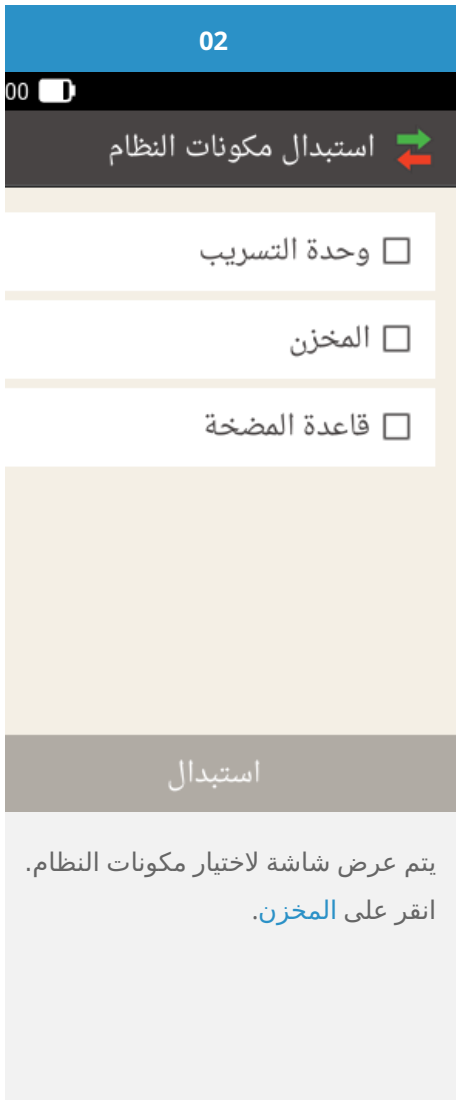 02
00
استبدال مكونات النظام
وحدة التسريب
المخزن
قاعدة المضخة
استبدال
يتم عرض شاشة لاختيار مكونات النظام.
انقر على المخزن.